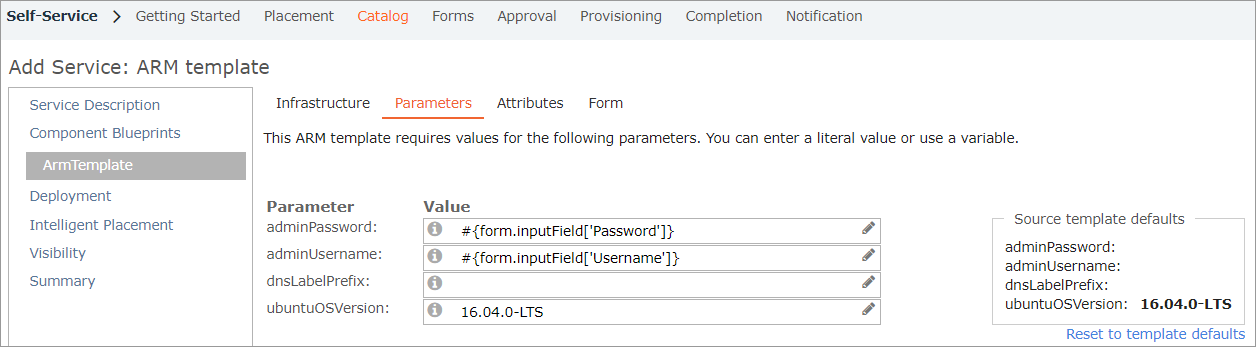 Self-Service > Getting Started Placement Catalog Forms Approval Provisioning Completion Notification
Add Service: ARM template
Service Description
Component Blueprints
ArmTemplate
Deployment
Intelligent Placement
Visibility
Summary
Infrastructure Parameters Attributes Form
This ARM template requires values for the following parameters. You can enter a literal value or use a variable.
Parameter Value
adminPassword: #{form.inputField['Password']}
adminUsername: #{form.inputField['Username']}
dnsLabelPrefix:
ubuntuOSVersion: 16.04.0-LTS
Source template defaults
adminPassword:
adminUsername:
dnsLabelPrefix:
ubuntuOSVersion: 16.04.0-LTS
Reset to template defaults